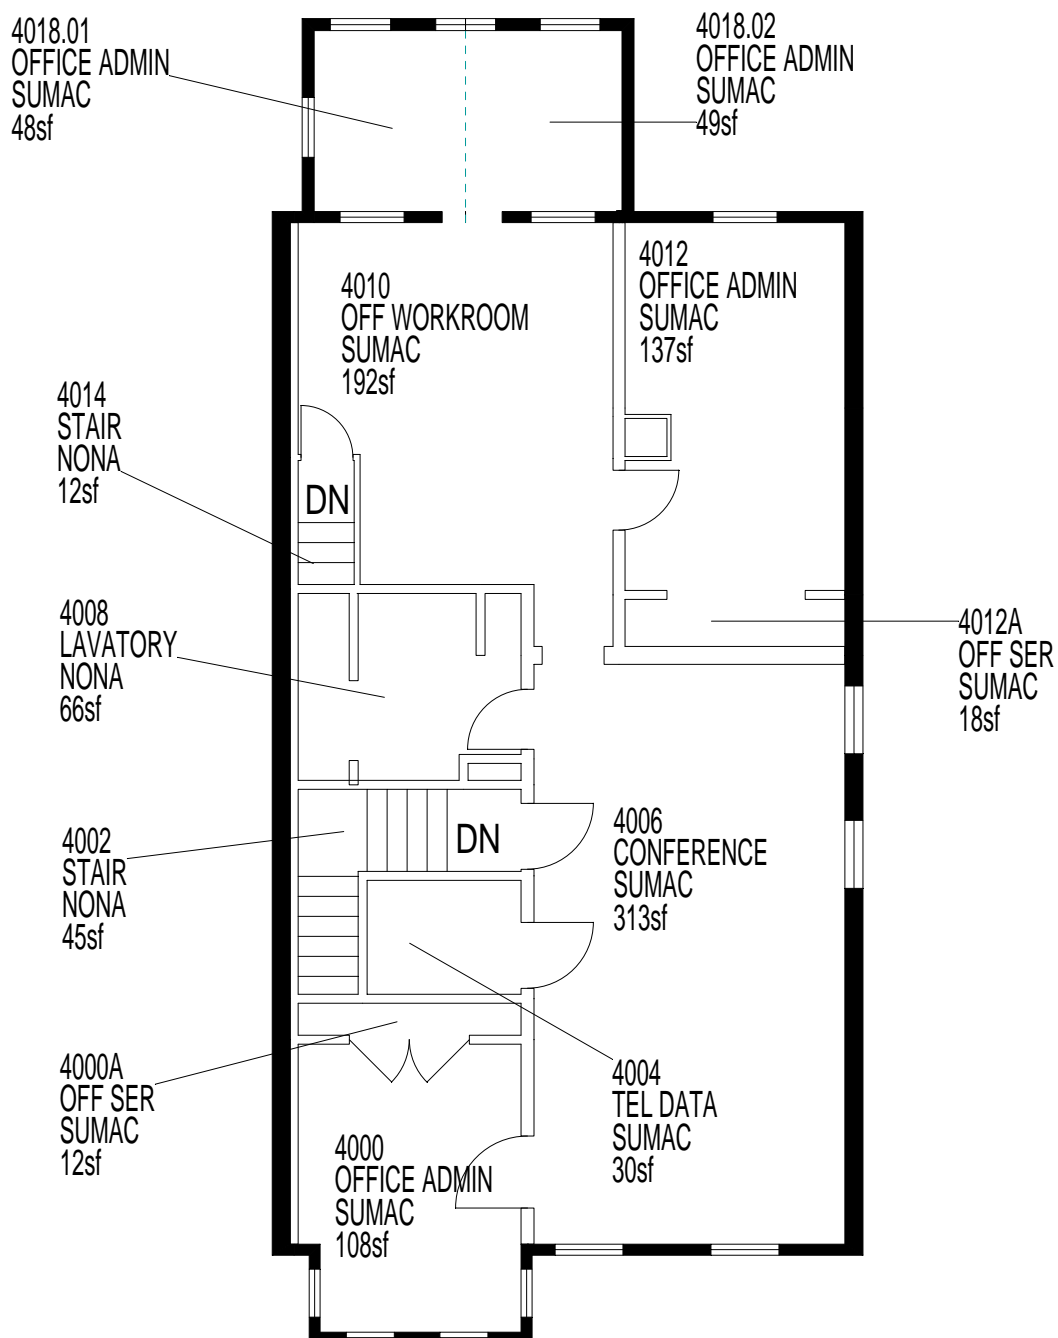 4018.01
OFFICE ADMIN
SUMAC
48sf
4018.02
OFFICE ADMIN
SUMAC
49sf
4010
OFF WORKROOM
SUMAC
192sf
4012
OFFICE ADMIN
SUMAC
137sf
4014
STAIR
NONA
12sf
DN
4008
LAVATORY
NONA
66sf
4012A
OFF SER
SUMAC
18sf
4002
STAIR
NONA
45sf
DN
4006
CONFERENCE
SUMAC
313sf
4000A
OFF SER
SUMAC
12sf
4004
TEL DATA
SUMAC
30sf
4000
OFFICE ADMIN
SUMAC
108sf